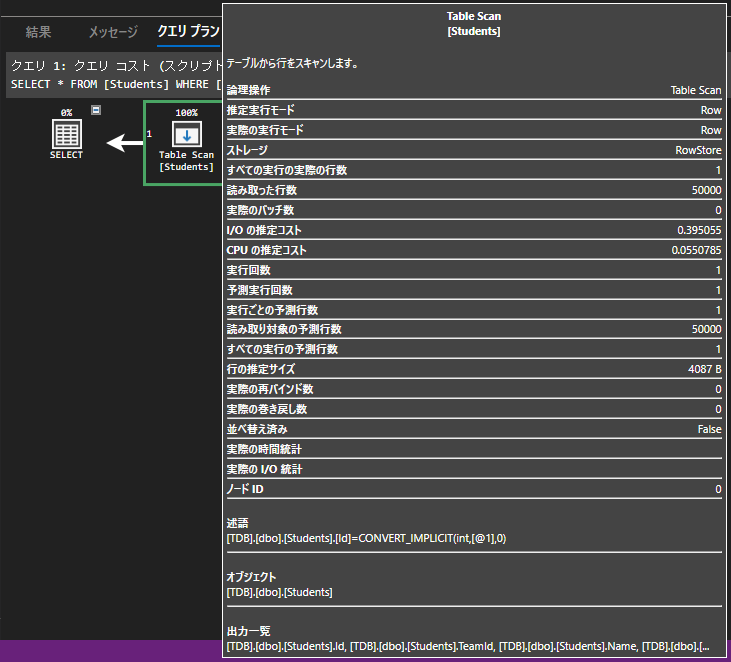 結果 メッセージ クエリ プラン
クエリ 1: クエリ コスト (スクリプト
SELECT * FROM [Students] WHERE [
0%
SELECT
1
100%
Table Scan
[Students]
Table Scan
[Students]
テーブルから行をスキャンします。
論理操作 Table Scan
推定実行モード Row
実際の実行モード Row
ストレージ RowStore
すべての実行の実際の行数 1
読み取った行数 50000
実際のバッチ数 0
I/O の推定コスト 0.395055
CPU の推定コスト 0.0550785
実行回数 1
予測実行回数 1
実行ごとの予測行数 1
読み取り対象の予測行数 50000
すべての実行の予測行数 1
行の推定サイズ 4087 B
実際の再バインド数 0
実際の巻き戻し数 0
並べ替え済み False
実際の時間統計
実際の I/O 統計
ノード ID 0
述語
[TDB].[dbo].[Students].[Id]=CONVERT_IMPLICIT(int,[@1],0)
オブジェクト
[TDB].[dbo].[Students]
出力一覧
[TDB].[dbo].[Students].Id, [TDB].[dbo].[Students].TeamId, [TDB].[dbo].[Students].Name, [TDB].[dbo].[...